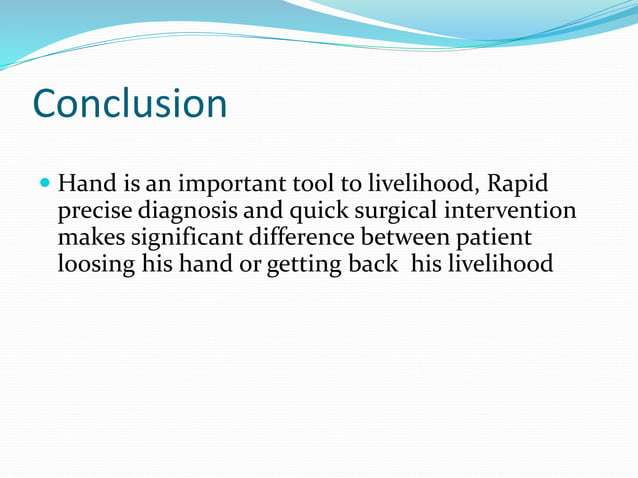 Conclusion
Hand is an important tool to livelihood, Rapid
precise diagnosis and quick surgical intervention
makes significant difference between patient
loosing his hand or getting back  his livelihood